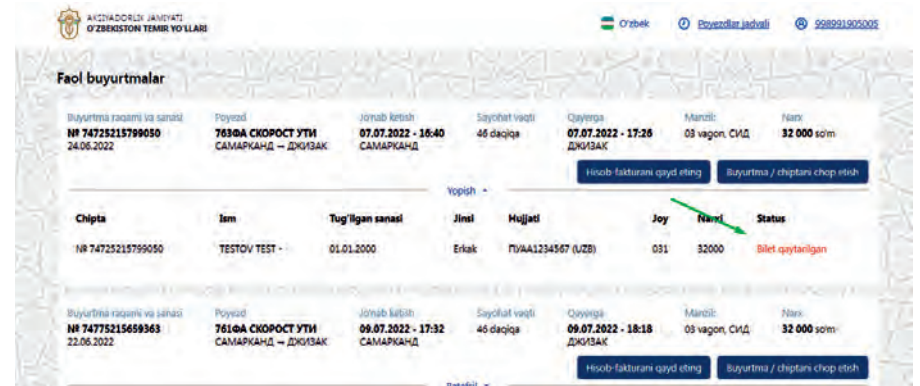 AKSIYADORLIK JAMIYATI
O'ZBEKISTON TEMIR YO'LLARI
O'zbek Poyezdlar jadvali 998991905005
Faol buyurtmalar
Buyurtma raqami va sanasi Poyezd Jo'nab ketish Sayohat vaqti Qayerga Manzil: Narx
№ 74725215799050 763ФА СКОРОСТ УТИ 07.07.2022 - 16:40 46 daqiqa 07.07.2022 - 17:26 03 vagon, СИД 32 000 so'm
24.06.2022 САМАРКАНД → ДЖИЗАК САМАРКАНД ДЖИЗАК
Hisob-fakturani qayd eting Buyurtma / chiptani chop etish
Yopish
Chipta Ism Tug'ilgan sanasi Jinsi Hujjati Joy Narxi Status
№ 74725215799050 TESTOV TEST - 01.01.2000 Erkak ПУАА1234567 (UZB) 031 32000 Bilet qaytarilgan
Buyurtma raqami va sanasi Poyezd Jo'nab ketish Sayohat vaqti Qayerga Manzil: Narx
№ 74775215659363 761ФА СКОРОСТ УТИ 09.07.2022 - 17:32 46 daqiqa 09.07.2022 - 18:18 03 vagon, СИД 32 000 so'm
22.06.2022 САМАРКАНД → ДЖИЗАК САМАРКАНД ДЖИЗАК
Hisob-fakturani qayd eting Buyurtma / chiptani chop etish